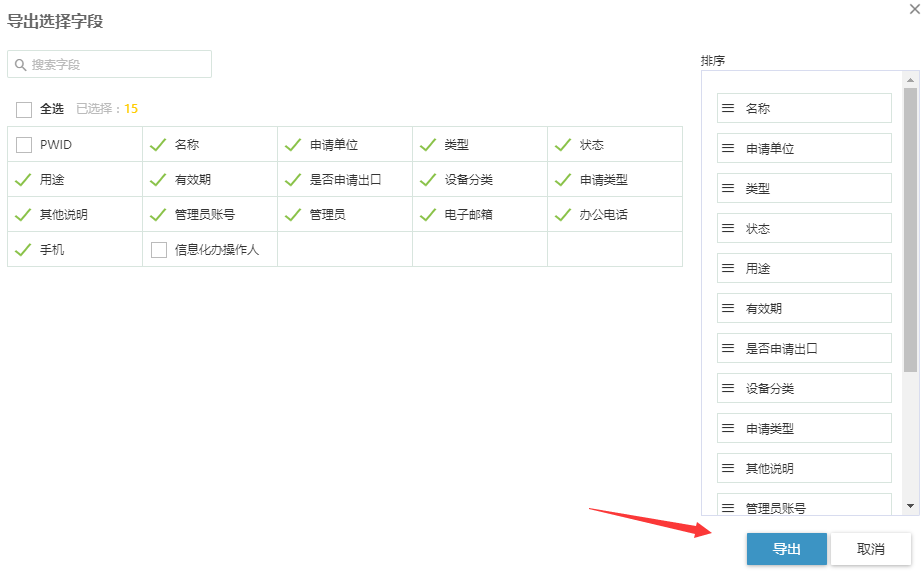 导出选择字段
搜索字段
全选 已选择：15
PWID 名称 申请单位 类型 状态
用途 有效期 是否申请出口 设备分类 申请类型
其他说明 管理员账号 管理员 电子邮箱 办公电话
手机 信息化办操作人
排序
名称
申请单位
类型
状态
用途
有效期
是否申请出口
设备分类
申请类型
其他说明
管理员账号
导出 取消